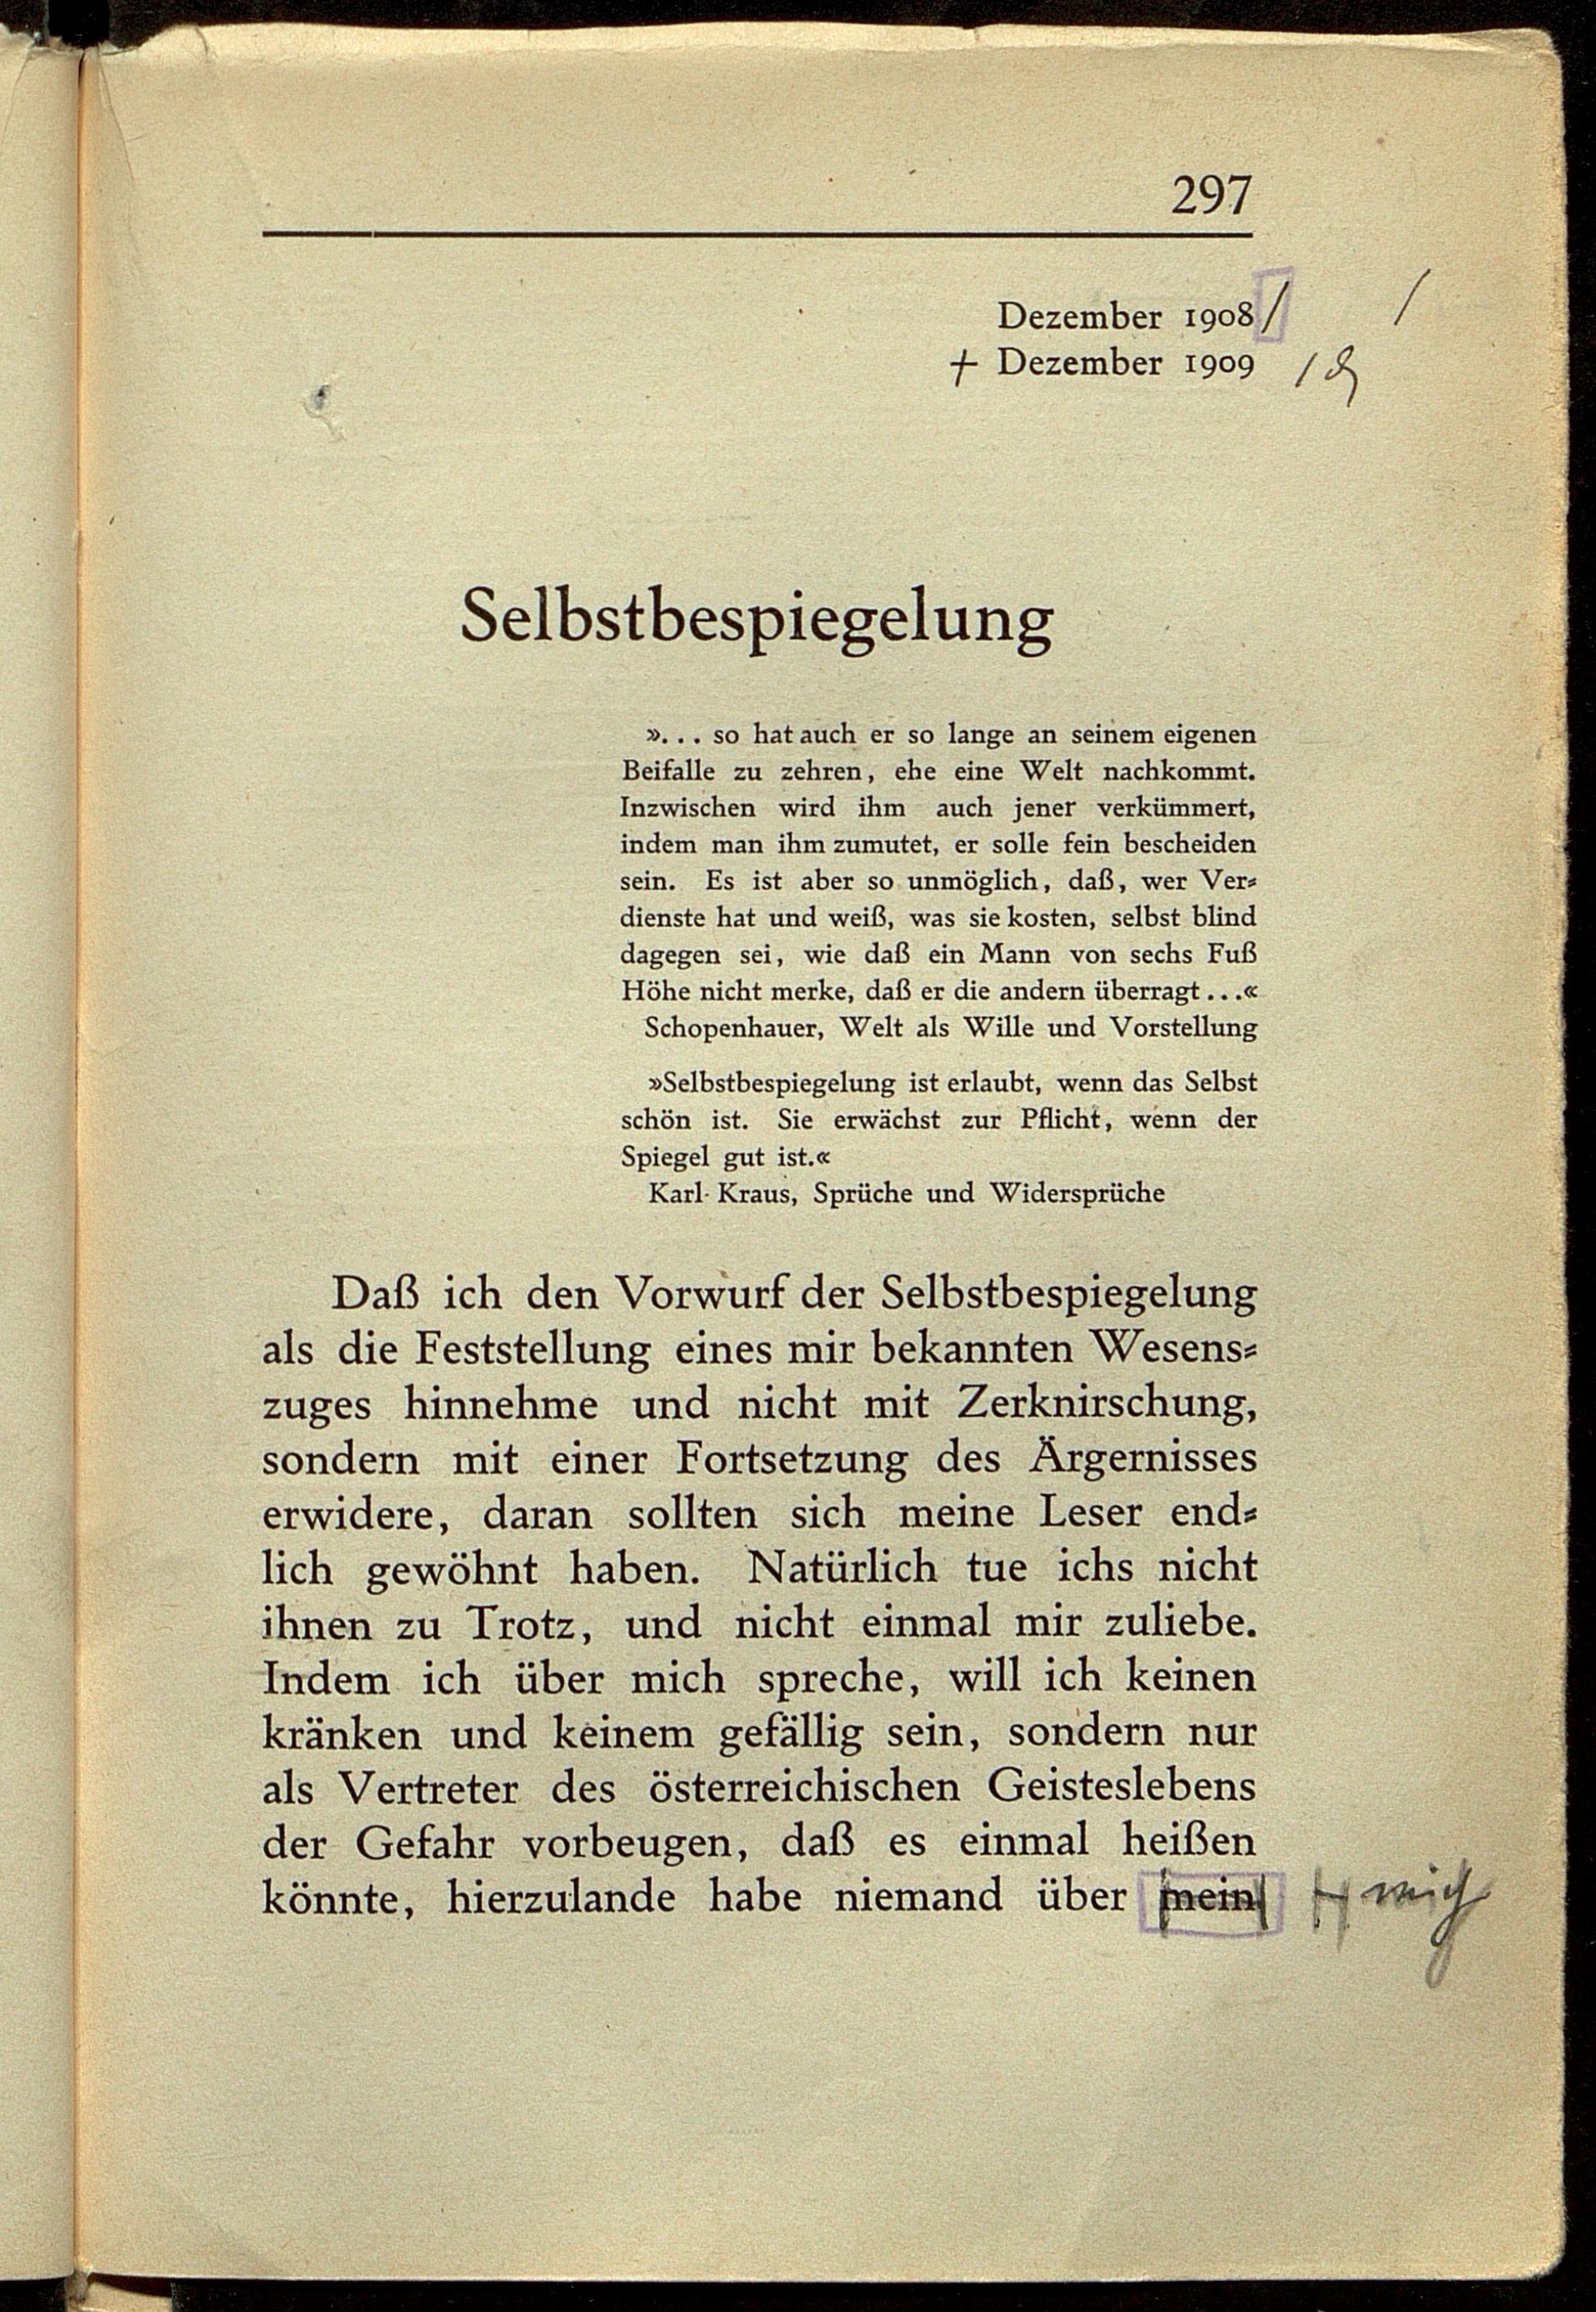 297
Dezember 1908 / /
+ Dezember 1909 /
Selbstbespiegelung
»... so hat auch er so lange an seinem eigenen
Beifalle zu zehren, ehe eine Welt nachkommt.
Inzwischen wird ihm auch jener verkümmert,
indem man ihm zumutet, er solle fein bescheiden
sein. Es ist aber so unmöglich, daß, wer Ver⸗
dienste hat und weiß, was sie kosten, selbst blind
dagegen sei, wie daß ein Mann von sechs Fuß
Höhe nicht merke, daß er die andern überragt ...«
Schopenhauer, Welt als Wille und Vorstellung
»Selbstbespiegelung ist erlaubt, wenn das Selbst
schön ist. Sie erwächst zur Pflicht, wenn der
Spiegel gut ist.«
Karl Kraus, Sprüche und Widersprüche
Daß ich den Vorwurf der Selbstbespiegelung
als die Feststellung eines mir bekannten Wesens⸗
zuges hinnehme und nicht mit Zerknirschung,
sondern mit einer Fortsetzung des Ärgernisses
erwidere, daran sollten sich meine Leser end⸗
lich gewöhnt haben. Natürlich tue ichs nicht
ihnen zu Trotz, und nicht einmal mir zuliebe.
Indem ich über mich spreche, will ich keinen
kränken und keinem gefällig sein, sondern nur
als Vertreter des österreichischen Geisteslebens
der Gefahr vorbeugen, daß es einmal heißen
könnte, hierzulande habe niemand über mein mich